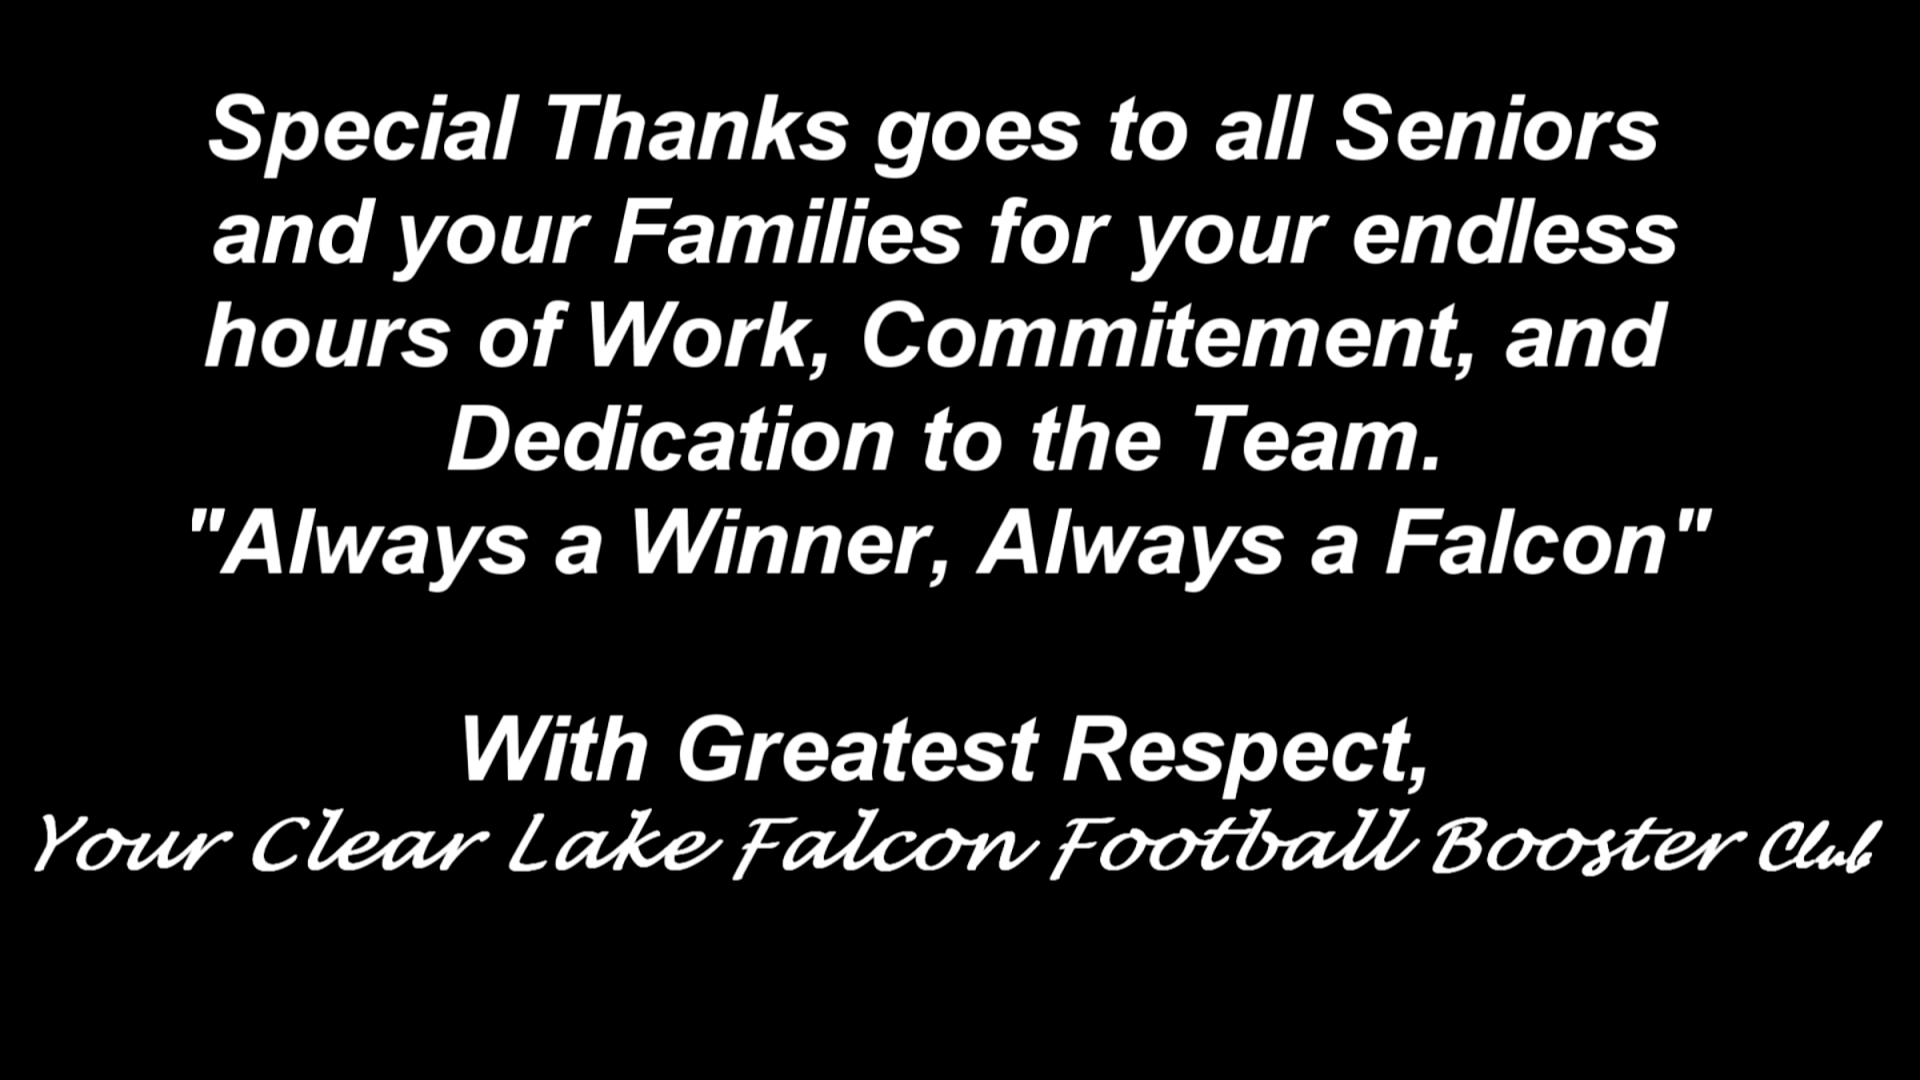 Special Thanks goes to all Seniors
and your Families for your endless
hours of Work, Commitement, and
Dedication to the Team.
"Always a Winner, Always a Falcon"
With Greatest Respect,
Your Clear Lake Falcon Football Booster Club